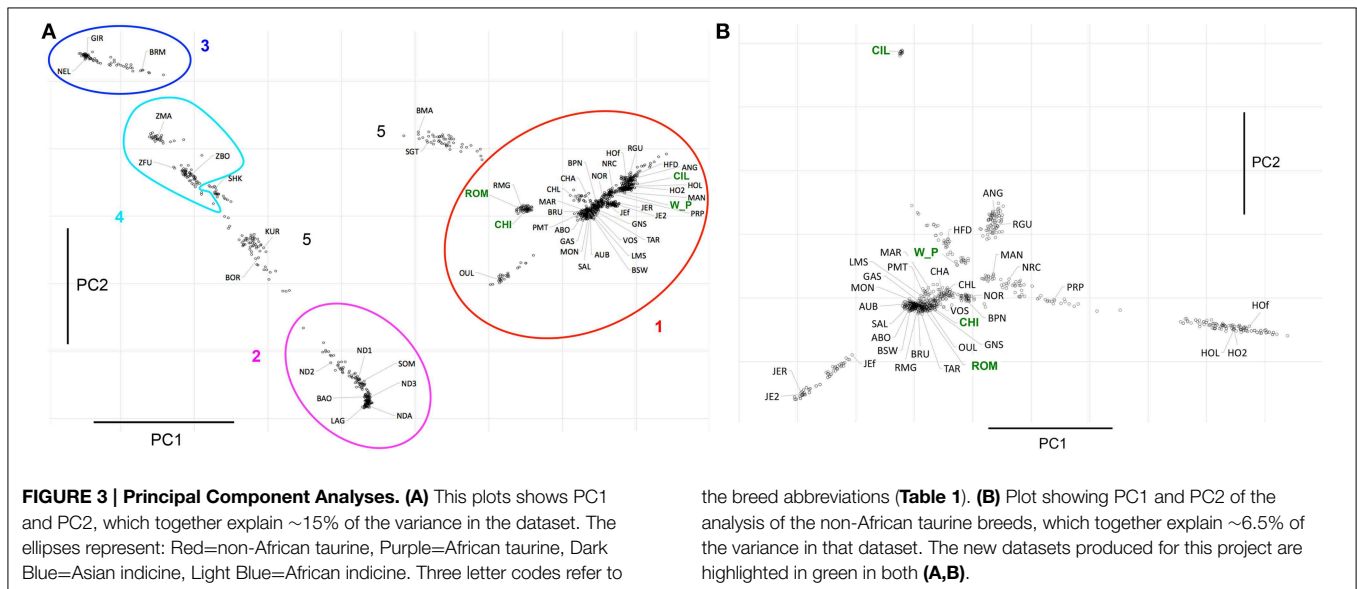 A
GIR
BRM
NEL
3
ZMA
ZFU
ZBO
SHK
4
5
KUR
BOR
BMA
5
SGT
HOf
RGU
BPN
NRC
NOR
HFD
ANG
CHA
CIL
CHL
HOL
ROM
RMG
MAR
HO2
MAN
BRU
W_P
CHI
JEf
JER
JE2
PRP
PMT
ABO
GNS
GAS
VOS
TAR
MON
AUB
LMS
SAL
BSW
OUL
1
PC2
2
ND1
SOM
ND2
ND3
BAO
LAG
NDA
PC1
B
CIL
PC2
ANG
RGU
HFD
W_P
MAR
MAN
LMS
PMT
CHA
NRC
GAS
CHL
PRP
MON
NOR
AUB
VOS
BPN
HOf
CHI
SAL
ABO
OUL
GNS
BSW
BRU
HOL
HO2
RMG
TAR
ROM
JER
JEf
JE2
PC1
FIGURE 3 | Principal Component Analyses. (A) This plots shows PC1
and PC2, which together explain ∼15% of the variance in the dataset. The
ellipses represent: Red=non-African taurine, Purple=African taurine, Dark
Blue=Asian indicine, Light Blue=African indicine. Three letter codes refer to
the breed abbreviations (Table 1). (B) Plot showing PC1 and PC2 of the
analysis of the non-African taurine breeds, which together explain ∼6.5% of
the variance in that dataset. The new datasets produced for this project are
highlighted in green in both (A,B).